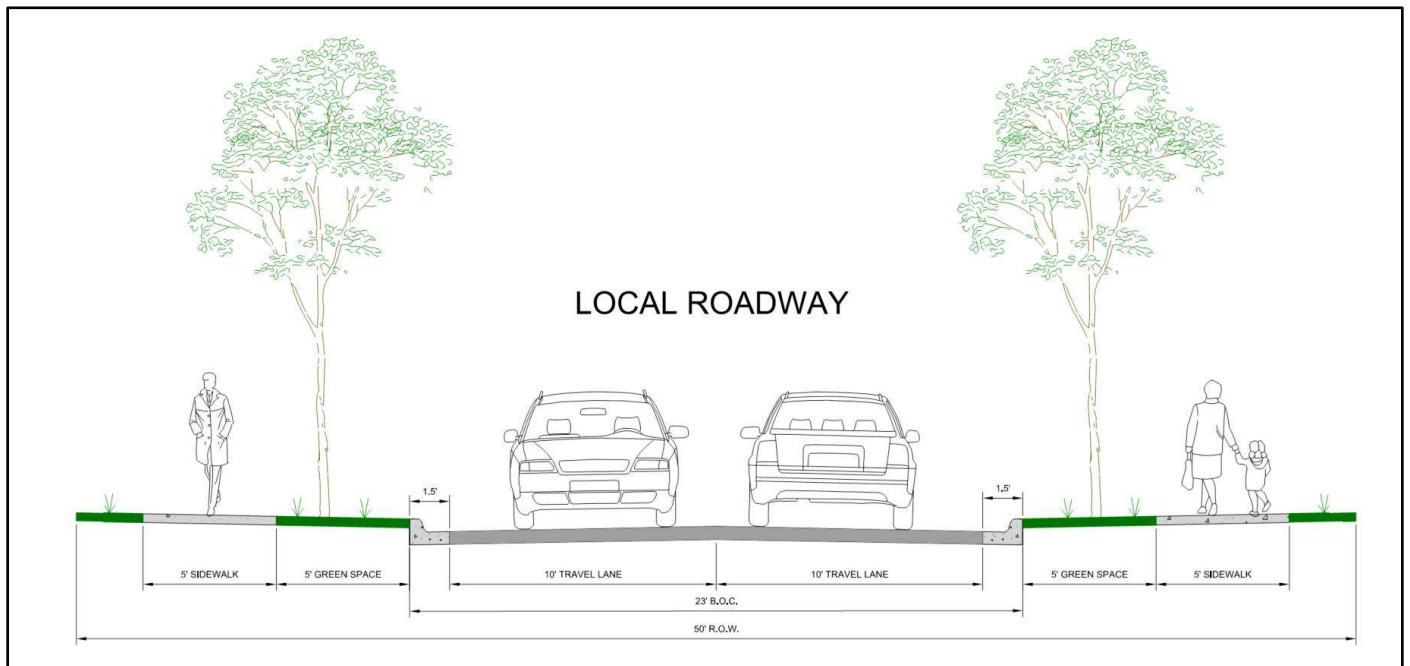 LOCAL ROADWAY
1.5'
1.5'
5' SIDEWALK
5' GREEN SPACE
10' TRAVEL LANE
10' TRAVEL LANE
5' GREEN SPACE
5' SIDEWALK
23' B.O.C.
50' R.O.W.